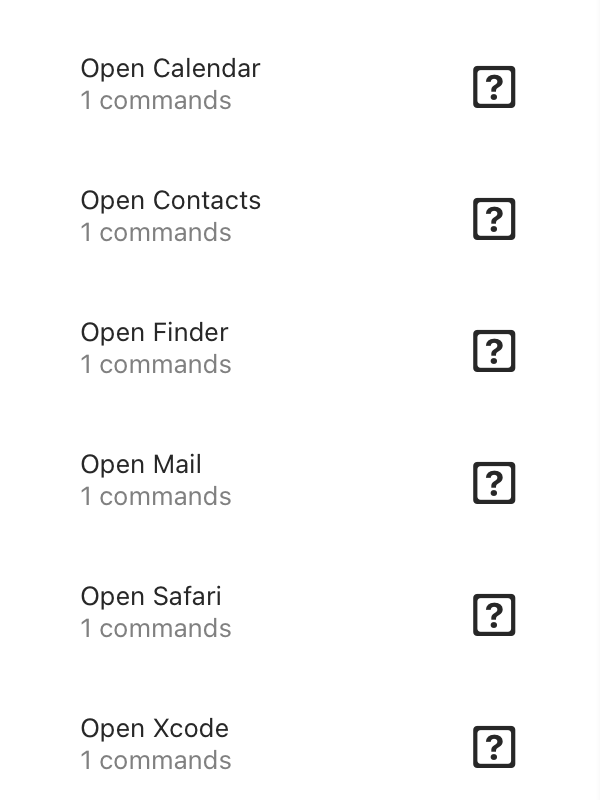 Open Calendar
1 commands
?
Open Contacts
1 commands
?
Open Finder
1 commands
?
Open Mail
1 commands
?
Open Safari
1 commands
?
Open Xcode
1 commands
?